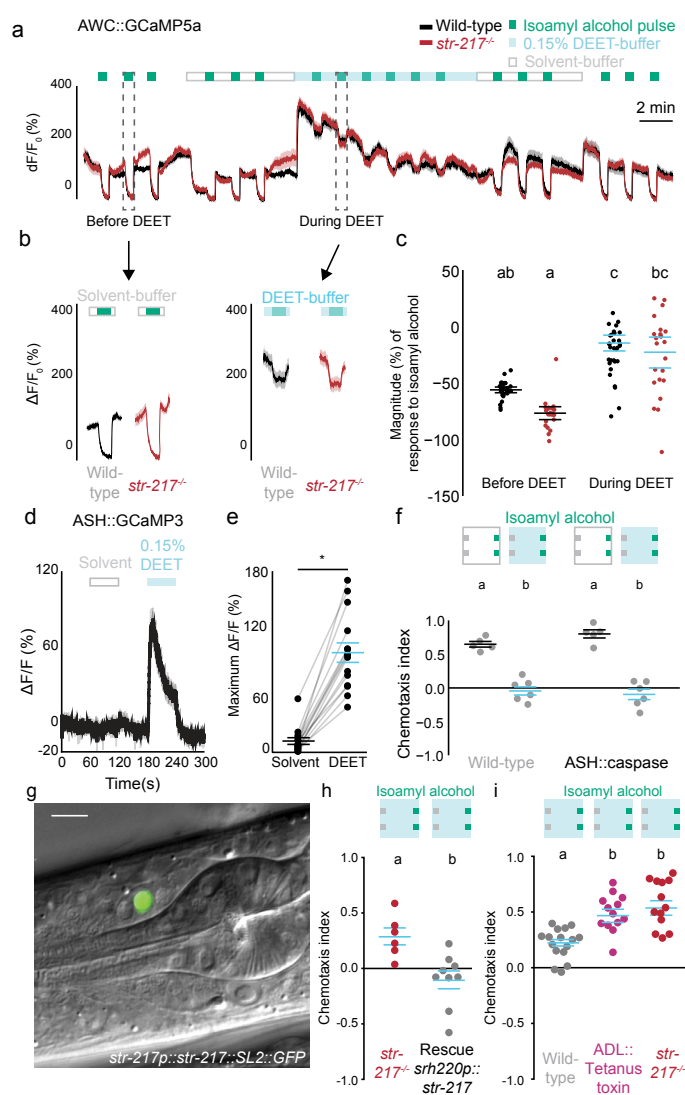 a
AWC::GCaMP5a
Wild-type
str-217-/-
Isoamyl alcohol pulse
0.15% DEET-buffer
Solvent-buffer
400
200
0
dF/F0 (%)
2 min
Before DEET
During DEET
b
Solvent-buffer
400
200
0
ΔF/F0 (%)
Wild-
type
str-217-/-
DEET-buffer
400
200
0
Wild-
type
str-217-/-
c
50
0
−50
−100
−150
Magnitude (%) of
response to isoamyl alcohol
ab
a
c
bc
Before DEET
During DEET
d
ASH::GCaMP3
Solvent
0.15%
DEET
120
80
40
0
-20
ΔF/F (%)
0
60
120
180
240
300
Time(s)
e
180
120
60
0
Maximum ΔF/F (%)
*
Solvent
DEET
f
Isoamyl alcohol
a
b
a
b
1.0
0.5
0.0
−0.5
−1.0
Chemotaxis index
Wild-type
ASH::caspase
g
str-217p::str-217::SL2::GFP
h
Isoamyl alcohol
a
b
1.0
0.5
0.0
-0.5
-1.0
Chemotaxis index
str-
217-/-
Rescue
srh220p::
str-217
i
Isoamyl alcohol
a
b
b
1.0
0.5
0.0
-0.5
-1.0
Chemotaxis index
Wild-
type
ADL::
Tetanus
toxin
str-
217-/-